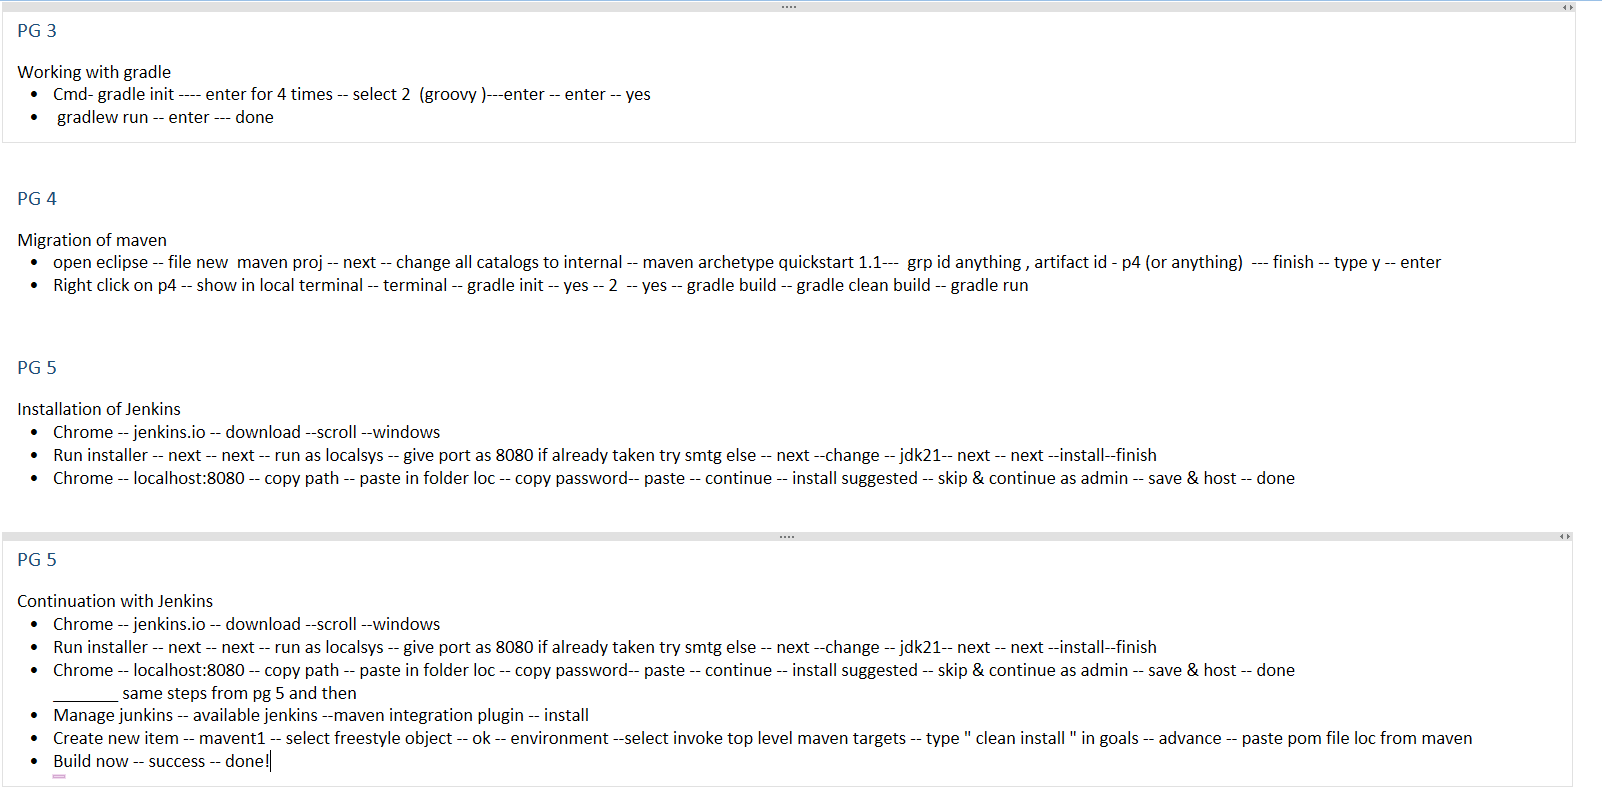 PG 3
Working with gradle
• Cmd- gradle init ---- enter for 4 times -- select 2  (groovy )---enter -- enter -- yes
• gradlew run -- enter --- done
PG 4
Migration of maven
• open eclipse -- file new  maven proj -- next -- change all catalogs to internal -- maven archetype quickstart 1.1---  grp id anything , artifact id - p4 (or anything)  --- finish -- type y -- enter
• Right click on p4 -- show in local terminal -- terminal -- gradle init -- yes -- 2  -- yes -- gradle build -- gradle clean build -- gradle run
PG 5
Installation of Jenkins
• Chrome -- jenkins.io -- download --scroll --windows
• Run installer -- next -- next -- run as localsys -- give port as 8080 if already taken try smtg else -- next --change -- jdk21-- next -- next --install--finish
• Chrome -- localhost:8080 -- copy path -- paste in folder loc -- copy password-- paste -- continue -- install suggested -- skip & continue as admin -- save & host -- done
PG 5
Continuation with Jenkins
• Chrome -- jenkins.io -- download --scroll --windows
• Run installer -- next -- next -- run as localsys -- give port as 8080 if already taken try smtg else -- next --change -- jdk21-- next -- next --install--finish
• Chrome -- localhost:8080 -- copy path -- paste in folder loc -- copy password-- paste -- continue -- install suggested -- skip & continue as admin -- save & host -- done
_______ same steps from pg 5 and then
• Manage junkins -- available jenkins --maven integration plugin -- install
• Create new item -- mavent1 -- select freestyle object -- ok -- environment --select invoke top level maven targets -- type " clean install " in goals -- advance -- paste pom file loc from maven
• Build now -- success -- done!